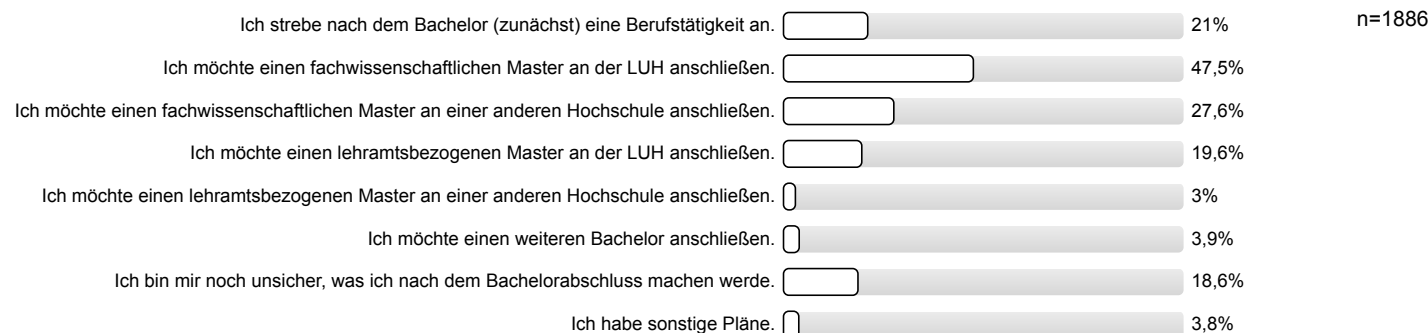 Ich strebe nach dem Bachelor (zunächst) eine Berufstätigkeit an. 21% n=1886
Ich möchte einen fachwissenschaftlichen Master an der LUH anschließen. 47,5%
Ich möchte einen fachwissenschaftlichen Master an einer anderen Hochschule anschließen. 27,6%
Ich möchte einen lehramtsbezogenen Master an der LUH anschließen. 19,6%
Ich möchte einen lehramtsbezogenen Master an einer anderen Hochschule anschließen. 3%
Ich möchte einen weiteren Bachelor anschließen. 3,9%
Ich bin mir noch unsicher, was ich nach dem Bachelorabschluss machen werde. 18,6%
Ich habe sonstige Pläne. 3,8%